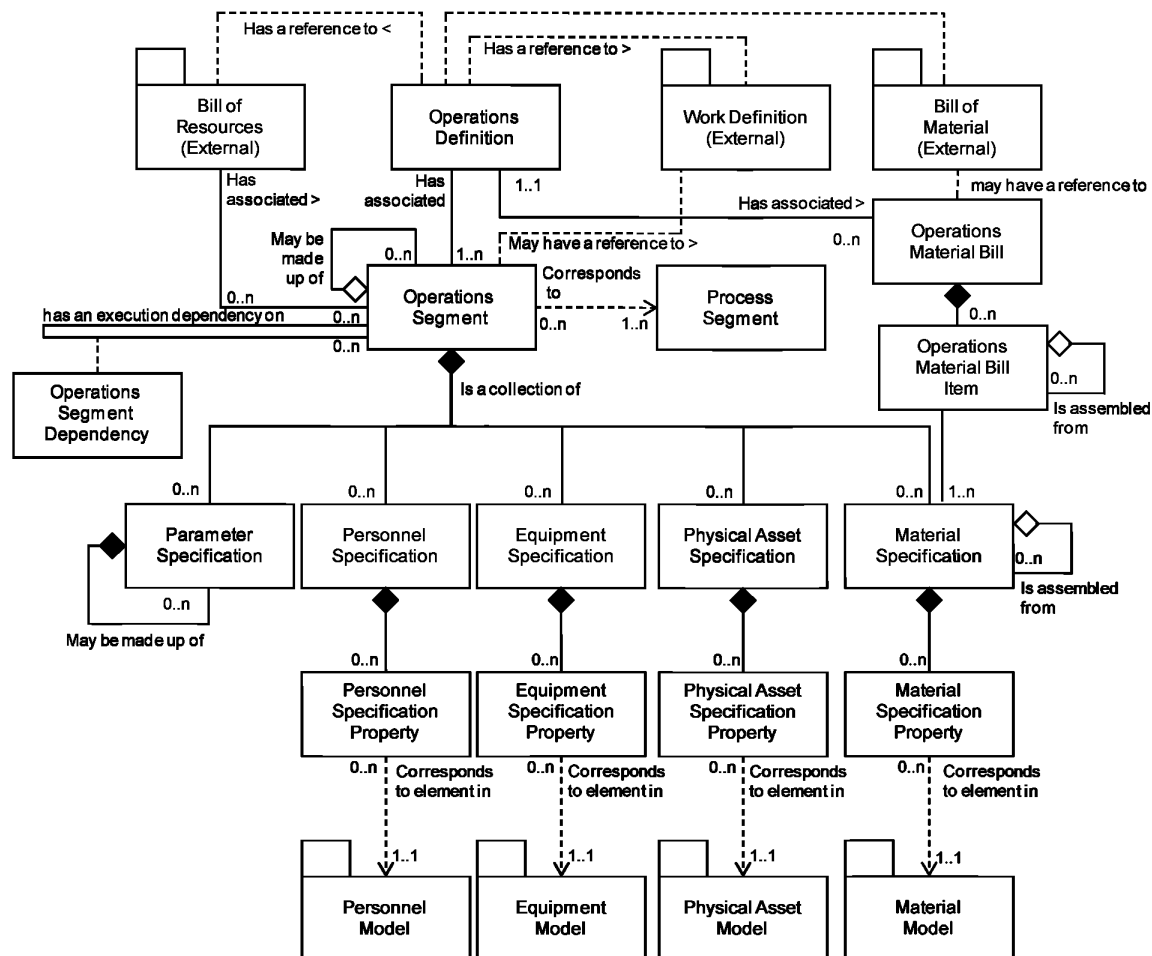 Has a reference to <
Has a reference to >
Bill of
Resources
(External)
Operations
Definition
Work Definition
(External)
Bill of
Material
(External)
Has
associated >
Has
associated
1..1
may have a reference to
Has associated >
0..n
Operations
Material Bill
May be
made
up of
0..n
1..n
May have a reference to >
0..n
Operations
Segment
Corresponds
to
0..n
1..n
Process
Segment
0..n
has an execution dependency on
0..n
0..n
Operations
Material Bill
Item
0..n
Is assembled
from
Operations
Segment
Dependency
Is a collection of
0..n
0..n
0..n
0..n
0..n
1..n
Parameter
Specification
Personnel
Specification
Equipment
Specification
Physical Asset
Specification
Material
Specification
0..n
Is assembled
from
0..n
May be made up of
0..n
0..n
0..n
0..n
Personnel
Specification
Property
Equipment
Specification
Property
Physical Asset
Specification
Property
Material
Specification
Property
0..n
Corresponds
to element in
0..n
Corresponds
to element in
0..n
Corresponds
to element in
0..n
Corresponds
to element in
1..1
1..1
1..1
1..1
Personnel
Model
Equipment
Model
Physical Asset
Model
Material
Model